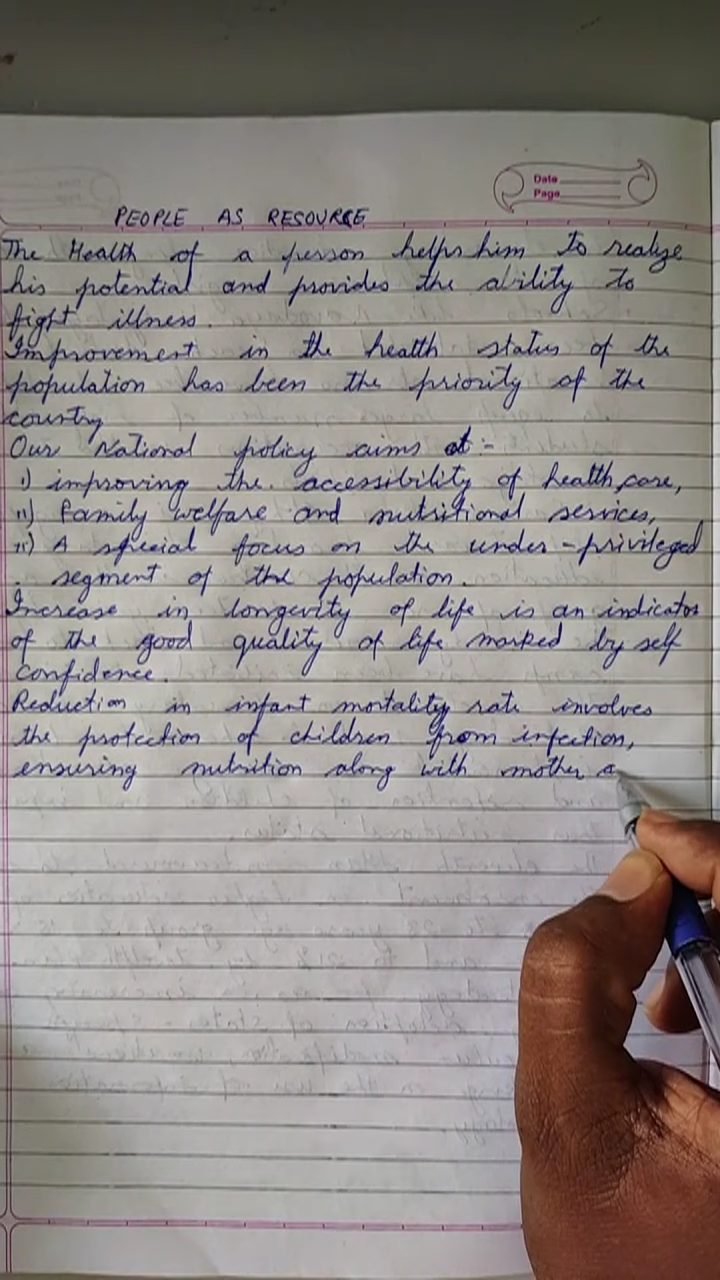 Date
Page
PEOPLE AS RESOURCE
The Health of a person helps him to realize
his potential and provides the ability to
fight illness.
Improvement in the health status of the
population has been the priority of the
country
Our National policy aims at :-
i) improving the accessibility of health care,
ii) Family welfare and nutritional services,
ii) A special focus on the under-privileged
segment of the population.
Increase in longevity of life is an indicator
of the good quality of life marked by self
confidence.
Reduction in infant mortality rate involves
the protection of children from infection,
ensuring nutrition along with mother a